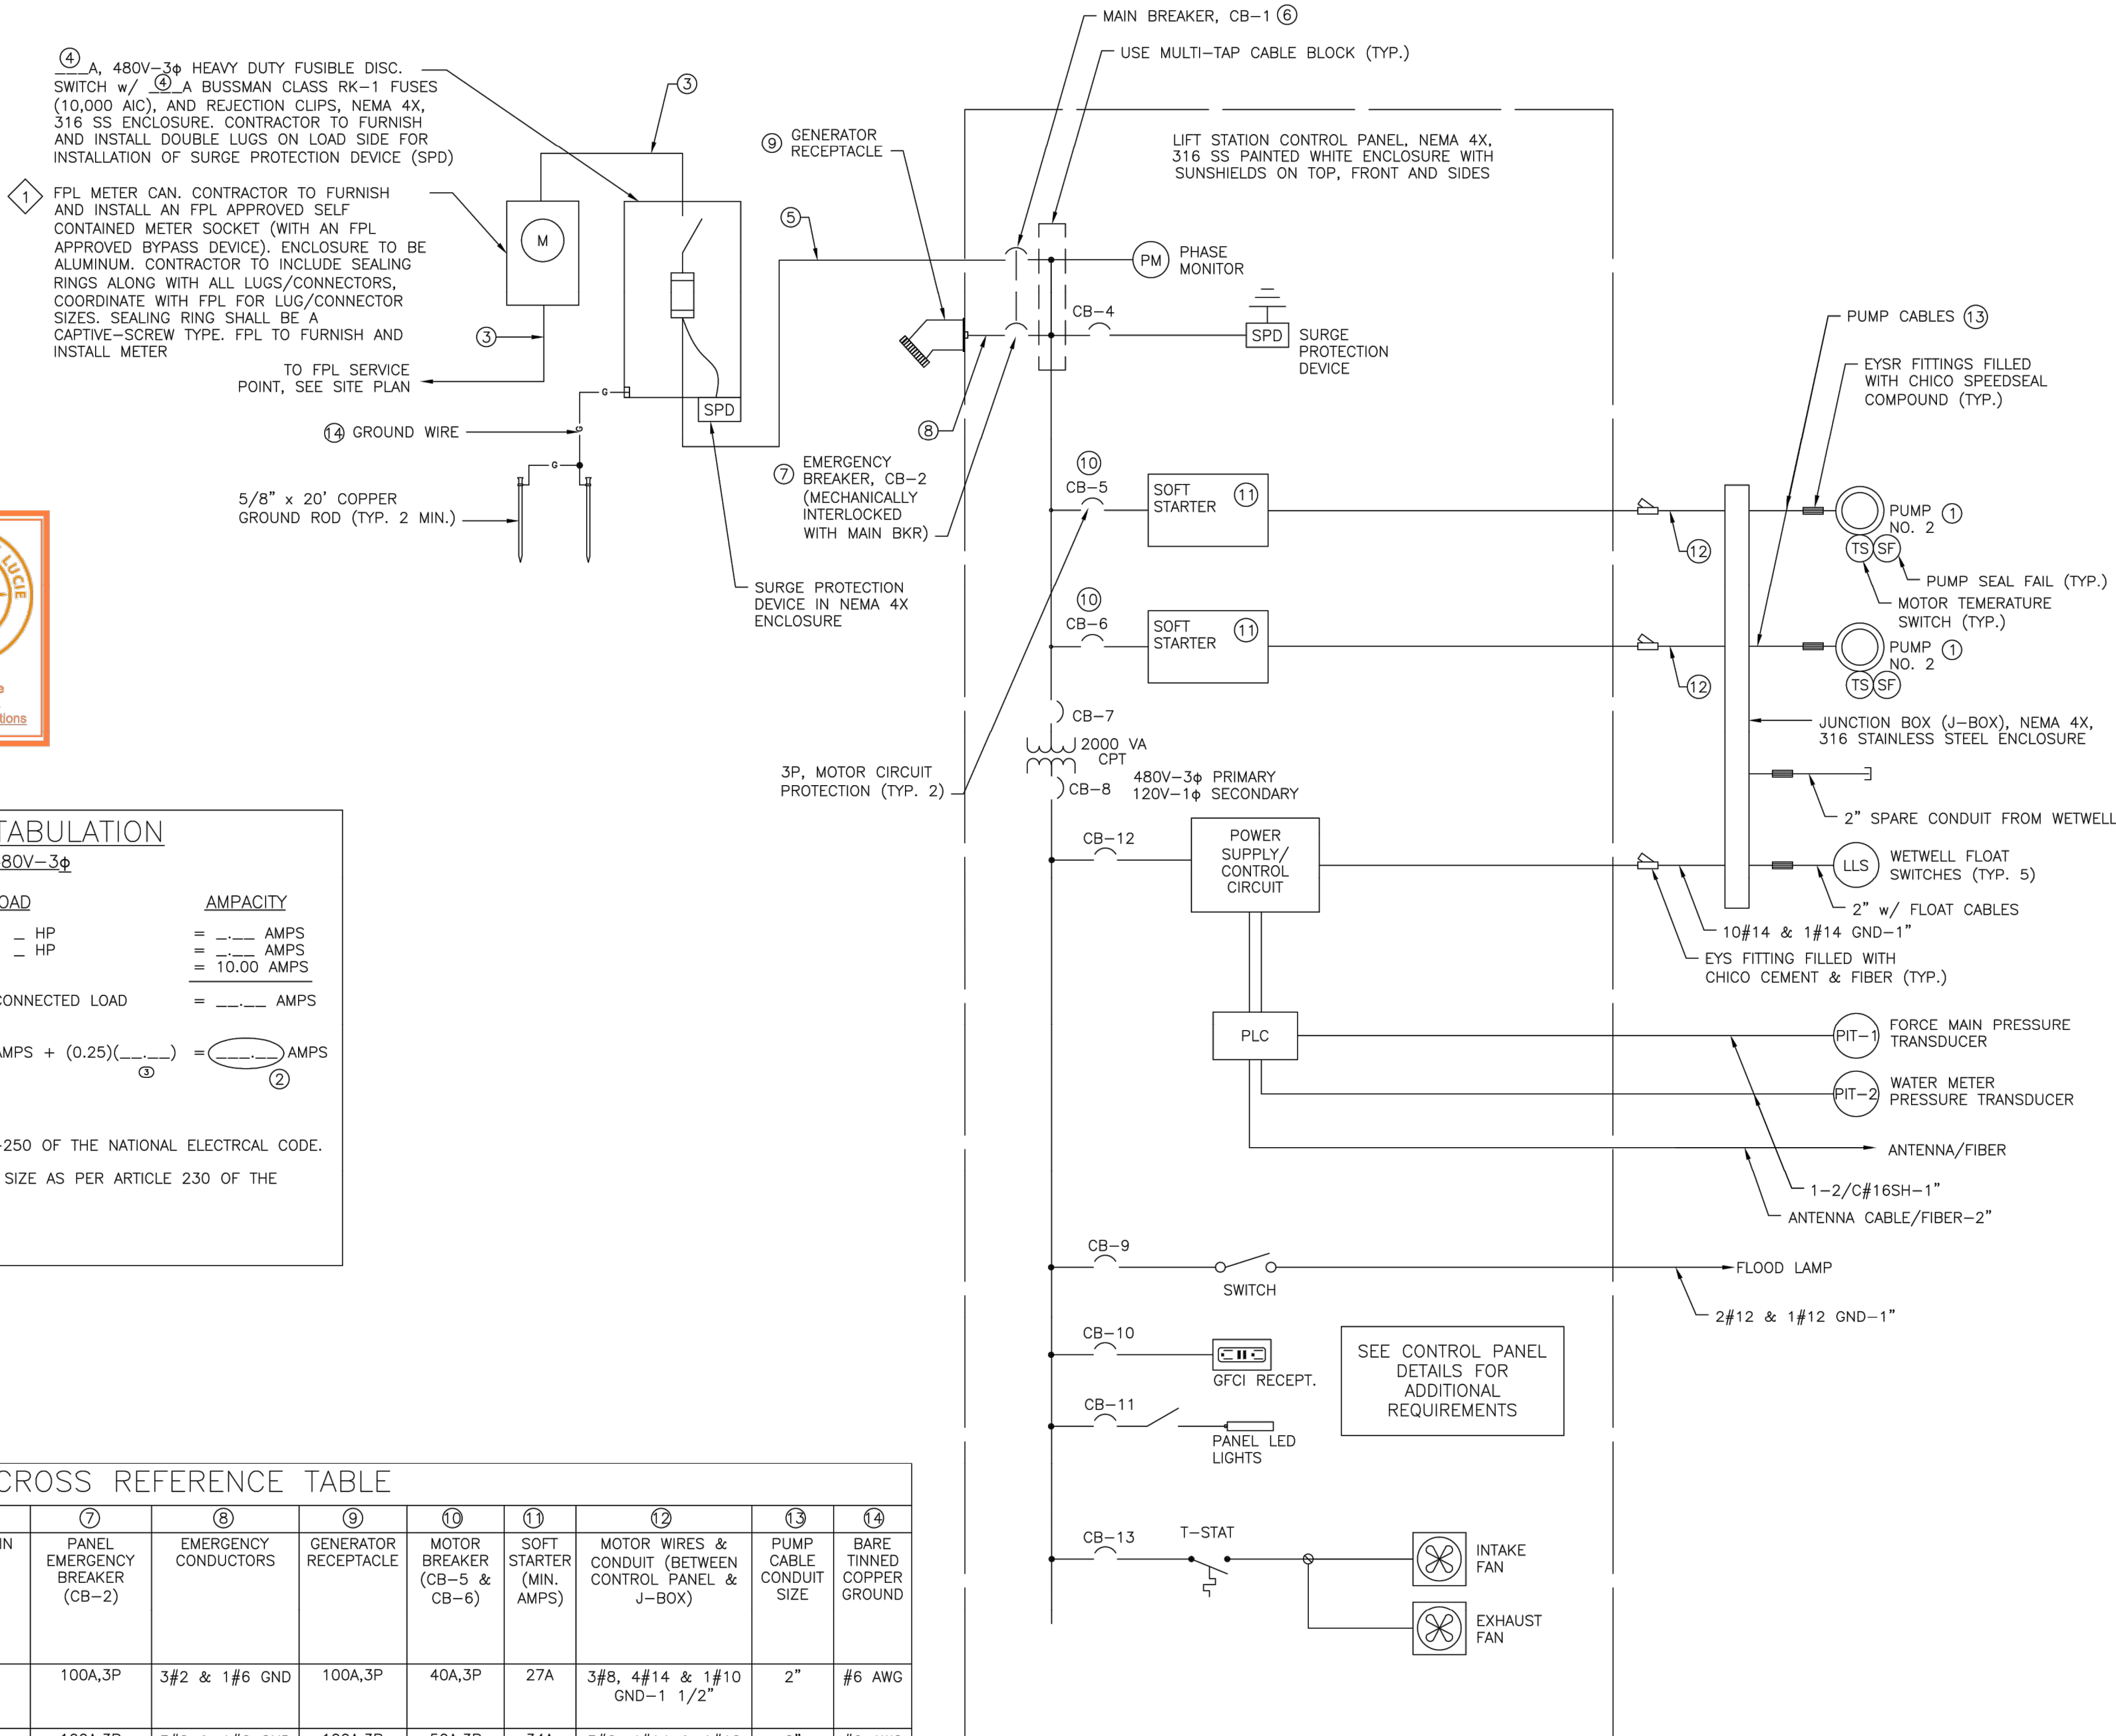 MAIN BREAKER, CB-1 ⑥
USE MULTI-TAP CABLE BLOCK (TYP.)
④
___A, 480V-3ϕ HEAVY DUTY FUSIBLE DISC.
SWITCH w/ _④_A BUSSMAN CLASS RK-1 FUSES
(10,000 AIC), AND REJECTION CLIPS, NEMA 4X,
316 SS ENCLOSURE. CONTRACTOR TO FURNISH
AND INSTALL DOUBLE LUGS ON LOAD SIDE FOR
INSTALLATION OF SURGE PROTECTION DEVICE (SPD)
③
⑨ GENERATOR
RECEPTACLE
LIFT STATION CONTROL PANEL, NEMA 4X,
316 SS PAINTED WHITE ENCLOSURE WITH
SUNSHIELDS ON TOP, FRONT AND SIDES
1
FPL METER CAN. CONTRACTOR TO FURNISH
AND INSTALL AN FPL APPROVED SELF
CONTAINED METER SOCKET (WITH AN FPL
APPROVED BYPASS DEVICE). ENCLOSURE TO BE
ALUMINUM. CONTRACTOR TO INCLUDE SEALING
RINGS ALONG WITH ALL LUGS/CONNECTORS,
COORDINATE WITH FPL FOR LUG/CONNECTOR
SIZES. SEALING RING SHALL BE A
CAPTIVE-SCREW TYPE. FPL TO FURNISH AND
INSTALL METER
M
⑤
PM
PHASE
MONITOR
CB-4
SPD
SURGE
PROTECTION
DEVICE
③
TO FPL SERVICE
POINT, SEE SITE PLAN
G
SPD
⑭ GROUND WIRE
G
G
5/8" x 20' COPPER
GROUND ROD (TYP. 2 MIN.)
⑧
⑦ EMERGENCY
BREAKER, CB-2
(MECHANICALLY
INTERLOCKED
WITH MAIN BKR)
SURGE PROTECTION
DEVICE IN NEMA 4X
ENCLOSURE
PUMP CABLES ⑬
EYSR FITTINGS FILLED
WITH CHICO SPEEDSEAL
COMPOUND (TYP.)
⑩
CB-5
SOFT
STARTER
⑪
⑫
PUMP ①
NO. 2
TS
SF
PUMP SEAL FAIL (TYP.)
MOTOR TEMERATURE
SWITCH (TYP.)
⑩
CB-6
SOFT
STARTER
⑪
⑫
PUMP ①
NO. 2
TS
SF
LUCIE
tions
JUNCTION BOX (J-BOX), NEMA 4X,
316 STAINLESS STEEL ENCLOSURE
CB-7
2000 VA
CPT
3P, MOTOR CIRCUIT
PROTECTION (TYP. 2)
480V-3ϕ PRIMARY
120V-1ϕ SECONDARY
CB-8
2" SPARE CONDUIT FROM WETWELL
CB-12
POWER
SUPPLY/
CONTROL
CIRCUIT
LLS
WETWELL FLOAT
SWITCHES (TYP. 5)
2" w/ FLOAT CABLES
10#14 & 1#14 GND-1"
EYS FITTING FILLED WITH
CHICO CEMENT & FIBER (TYP.)
TABULATION
80V-3ϕ
OAD AMPACITY
_ HP = _.__ AMPS
_ HP = _.__ AMPS
= 10.00 AMPS
CONNECTED LOAD = __.__ AMPS
AMPS + (0.25)(__.__) = ___.__ AMPS
③
②
-250 OF THE NATIONAL ELECTRCAL CODE.
SIZE AS PER ARTICLE 230 OF THE
PLC
PIT-1
FORCE MAIN PRESSURE
TRANSDUCER
PIT-2
WATER METER
PRESSURE TRANSDUCER
ANTENNA/FIBER
1-2/C#16SH-1"
ANTENNA CABLE/FIBER-2"
CB-9
SWITCH
FLOOD LAMP
2#12 & 1#12 GND-1"
CB-10
GFCI RECEPT.
SEE CONTROL PANEL
DETAILS FOR
ADDITIONAL
REQUIREMENTS
CB-11
PANEL LED
LIGHTS
CB-13
T-STAT
INTAKE
FAN
EXHAUST
FAN
CROSS REFERENCE TABLE
⑦ ⑧ ⑨ ⑩ ⑪ ⑫ ⑬ ⑭
IN
PANEL
EMERGENCY
BREAKER
(CB-2)
EMERGENCY
CONDUCTORS
GENERATOR
RECEPTACLE
MOTOR
BREAKER
(CB-5 &
CB-6)
SOFT
STARTER
(MIN.
AMPS)
MOTOR WIRES &
CONDUIT (BETWEEN
CONTROL PANEL &
J-BOX)
PUMP
CABLE
CONDUIT
SIZE
BARE
TINNED
COPPER
GROUND
100A,3P 3#2 & 1#6 GND 100A,3P 40A,3P 27A 3#8, 4#14 & 1#10 2" #6 AWG
GND-1 1/2"